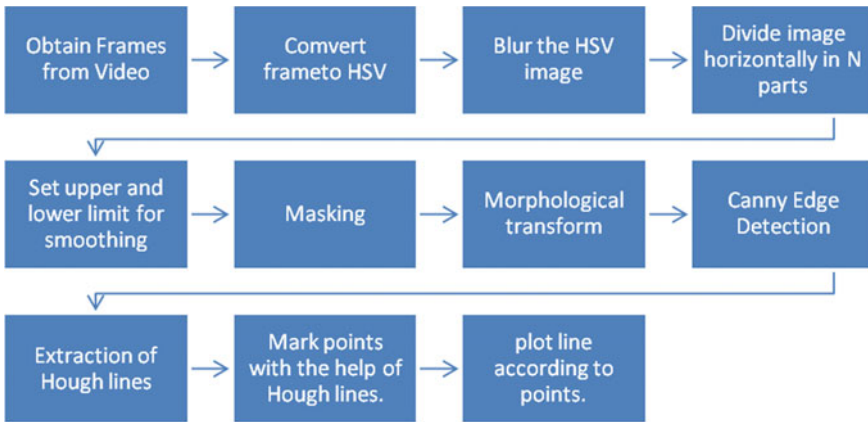 Obtain Frames
from Video
Comvert
frameto HSV
Blur the HSV
image
Divide image
horizontally in N
parts
Set upper and
lower limit for
smoothing
Masking
Morphological
transform
Canny Edge
Detection
Extraction of
Hough lines
Mark points
with the help of
Hough lines.
plot line
according to
points.